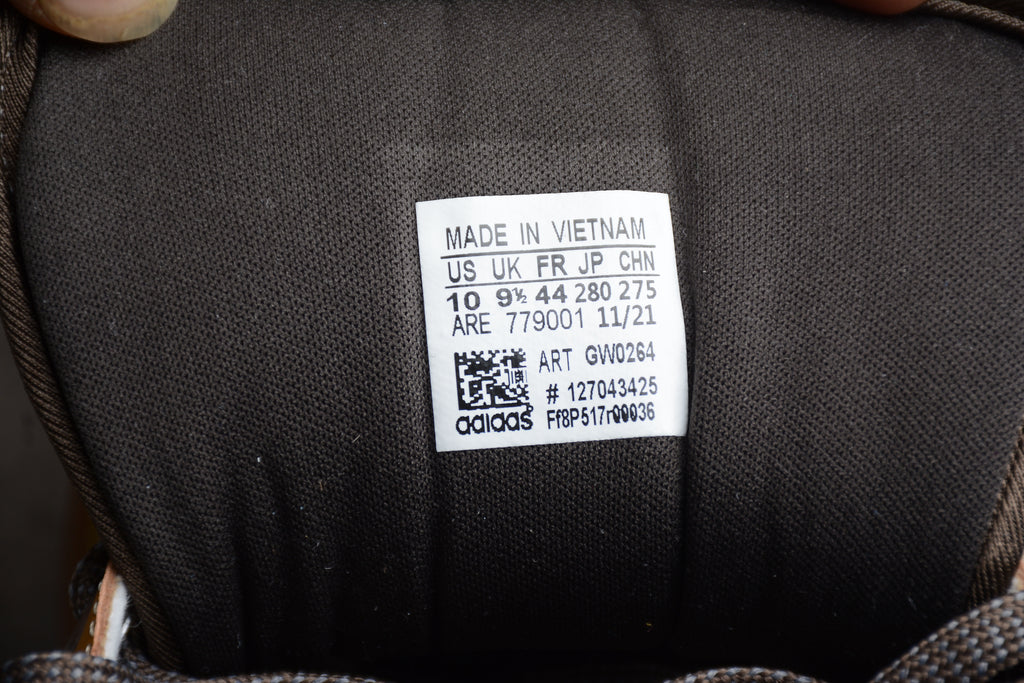 MADE IN VIETNAM
US UK FR JP CHN
10 9½ 44 280 275
ARE 779001 11/21
ART GW0264
# 127043425
adidas Ff8P517r00036